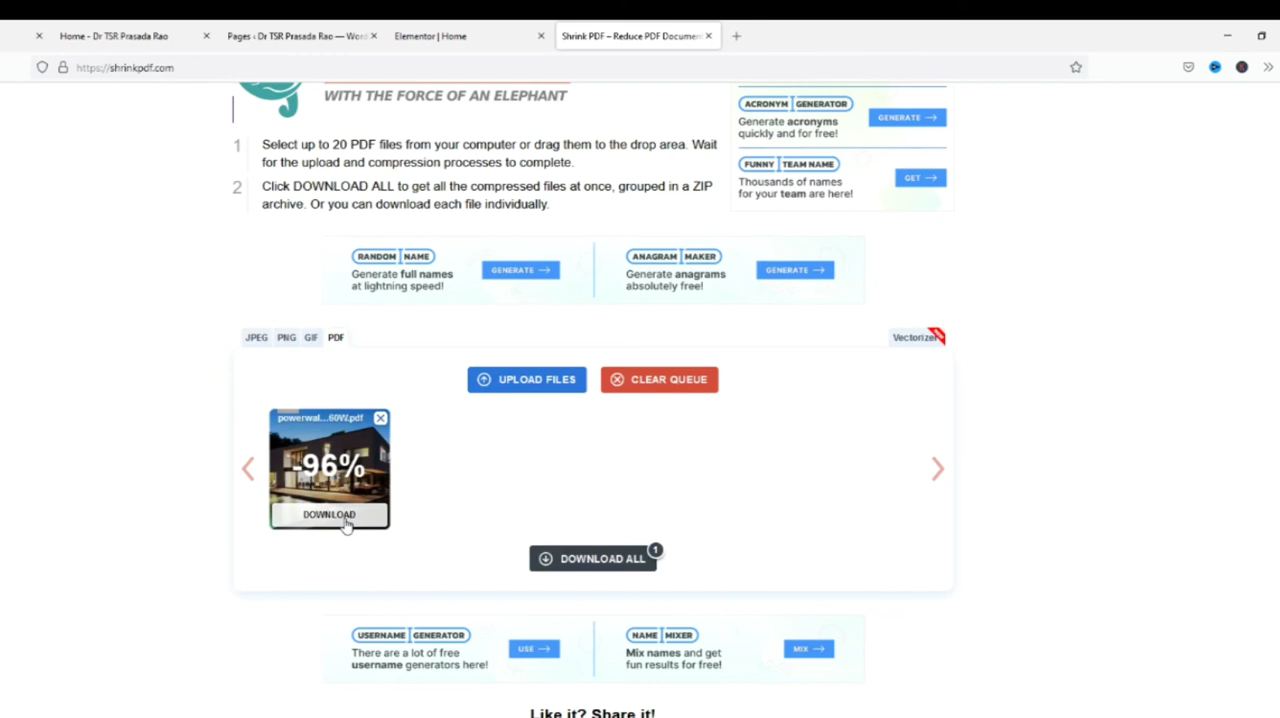 Home - Dr TSR Prasada Rao
Pages ‹ Dr TSR Prasada Rao — Word
Elementor | Home
Shrink PDF – Reduce PDF Documen
https://shrinkpdf.com
WITH THE FORCE OF AN ELEPHANT
1 Select up to 20 PDF files from your computer or drag them to the drop area. Wait
for the upload and compression processes to complete.
2 Click DOWNLOAD ALL to get all the compressed files at once, grouped in a ZIP
archive. Or you can download each file individually.
ACRONYM GENERATOR
Generate acronyms
quickly and for free!
GENERATE →
FUNNY TEAM NAME
Thousands of names
for your team are here!
GET →
RANDOM NAME
Generate full names
at lightning speed!
GENERATE →
ANAGRAM MAKER
Generate anagrams
absolutely free!
GENERATE →
JPEG PNG GIF PDF
Vectorizer
UPLOAD FILES
CLEAR QUEUE
powerwal...60W.pdf
-96%
DOWNLOAD
DOWNLOAD ALL
1
USERNAME GENERATOR
There are a lot of free
username generators here!
USE →
NAME MIXER
Mix names and get
fun results for free!
MIX →
Like it? Share it!